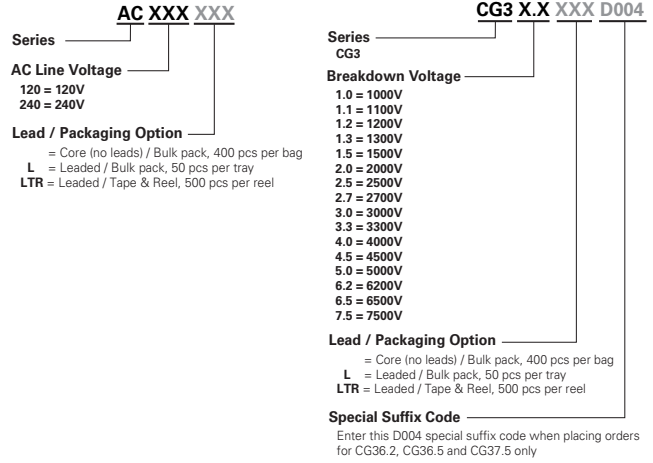 AC XXX XXX
Series
AC Line Voltage
120 = 120V
240 = 240V
Lead / Packaging Option
= Core (no leads) / Bulk pack, 400 pcs per bag
L = Leaded / Bulk pack, 50 pcs per tray
LTR = Leaded / Tape & Reel, 500 pcs per reel
CG3 X.X XXX D004
Series
CG3
Breakdown Voltage
1.0 = 1000V
1.1 = 1100V
1.2 = 1200V
1.3 = 1300V
1.5 = 1500V
2.0 = 2000V
2.5 = 2500V
2.7 = 2700V
3.0 = 3000V
3.3 = 3300V
4.0 = 4000V
4.5 = 4500V
5.0 = 5000V
6.2 = 6200V
6.5 = 6500V
7.5 = 7500V
Lead / Packaging Option
= Core (no leads) / Bulk pack, 400 pcs per bag
L = Leaded / Bulk pack, 50 pcs per tray
LTR = Leaded / Tape & Reel, 500 pcs per reel
Special Suffix Code
Enter this D004 special suffix code when placing orders
for CG36.2, CG36.5 and CG37.5 only